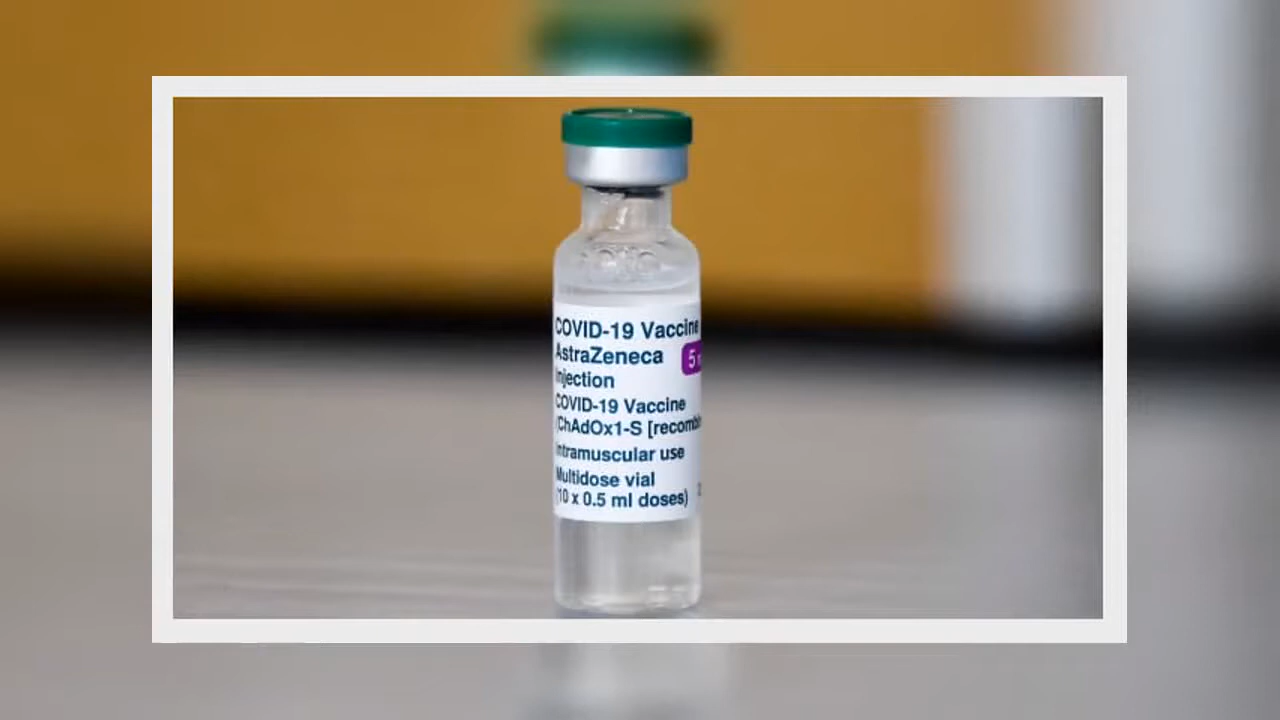 COVID-19 Vaccine
AstraZeneca
Injection
COVID-19 Vaccine
(ChAdOx1-S [recomb
Intramuscular use
Multidose vial
(10 x 0.5 ml doses)